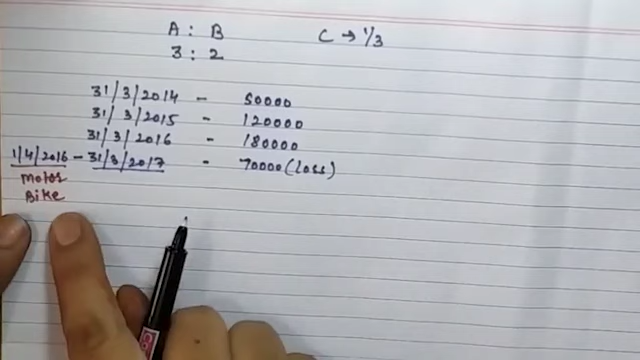 A : B C → 1/3
3 : 2
31/3/2014 - 50000
31/3/2015 - 120000
31/3/2016 - 180000
1/4/2016 - 31/3/2017 - 70000 (loss)
Motor
Bike